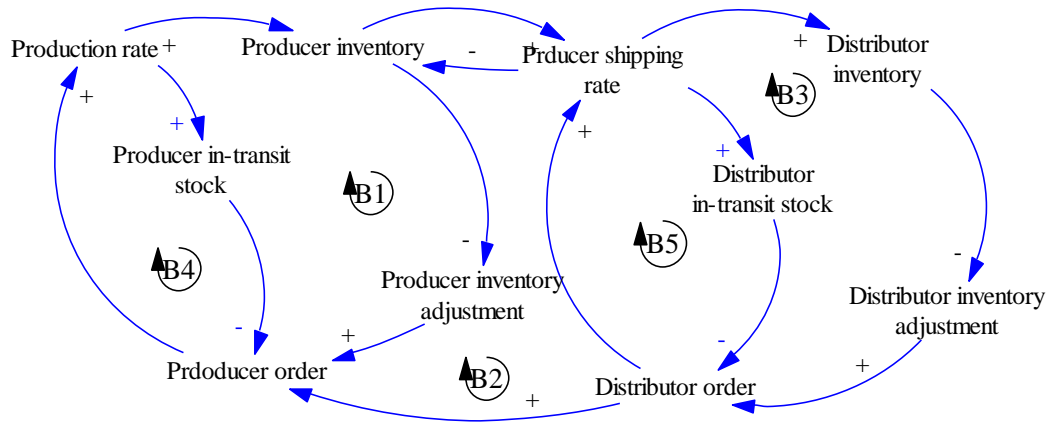 Production rate
+
Producer inventory
-
+
Prducer shipping
rate
+
Distributor
inventory
+
+
Producer in-transit
stock
B1
+
+
Distributor
in-transit stock
B3
B4
B5
-
Producer inventory
adjustment
-
Distributor inventory
adjustment
-
+
-
+
Prdoducer order
B2
+
Distributor order